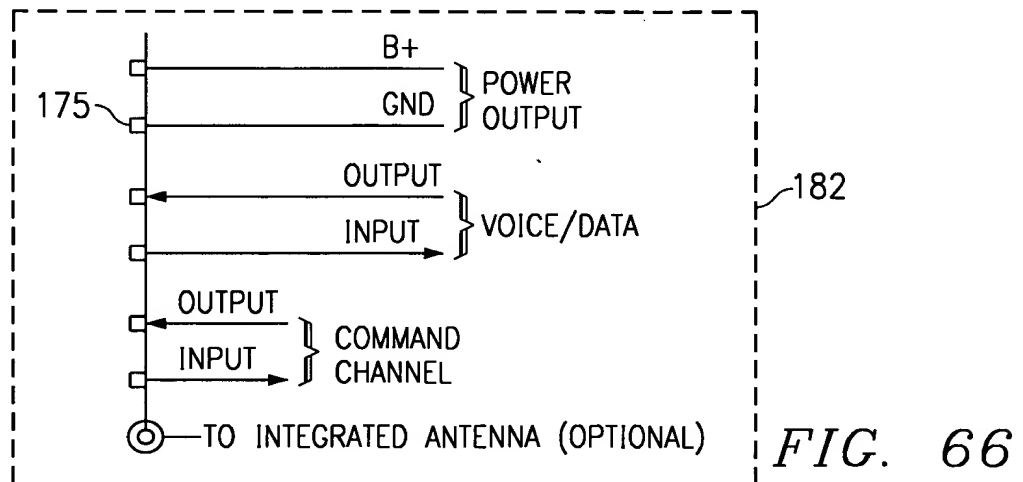 B+
POWER
175
GND
OUTPUT
OUTPUT
182
VOICE/DATA
INPUT
OUTPUT
COMMAND
INPUT
CHANNEL
TO INTEGRATED ANTENNA (OPTIONAL)
FIG. 66